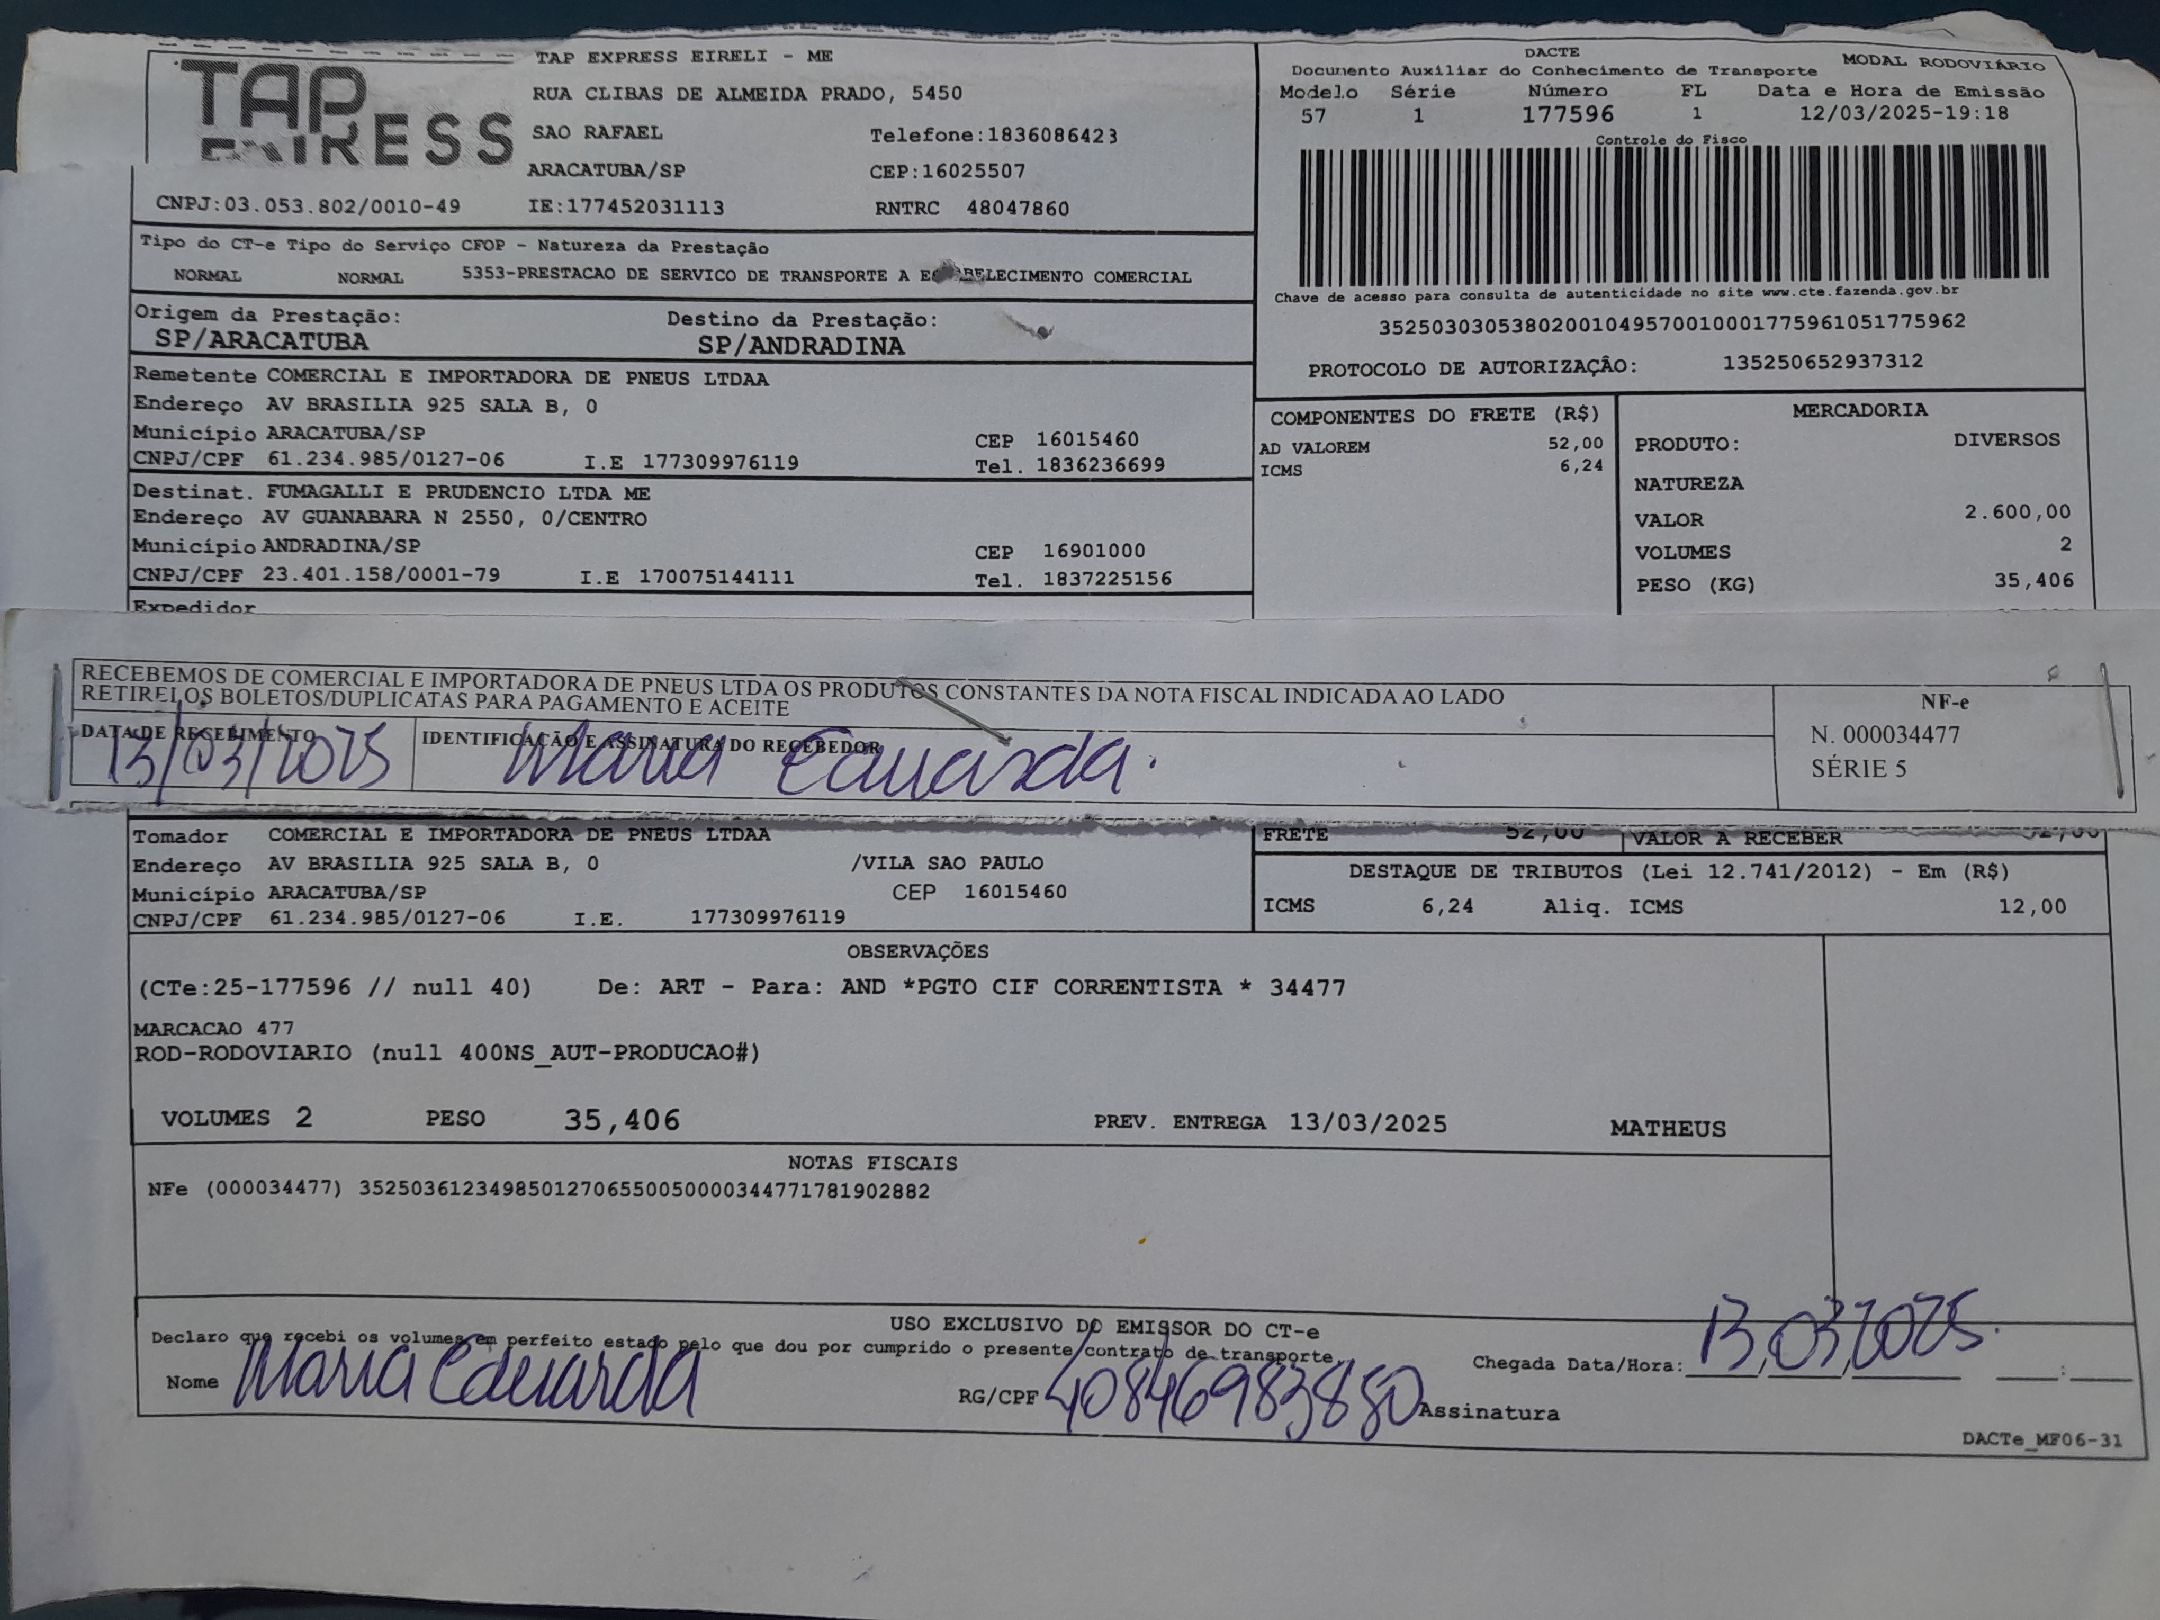 TAP EXPRESS
TAP EXPRESS EIRELI - ME
RUA CLIBAS DE ALMEIDA PRADO, 5450
SAO RAFAEL Telefone:1836086423
ARACATUBA/SP CEP:16025507
CNPJ:03.053.802/0010-49 IE:177452031113 RNTRC 48047860
DACTE MODAL RODOVIÁRIO
Documento Auxiliar do Conhecimento de Transporte
Modelo Série Número FL Data e Hora de Emissão
57 1 177596 1 12/03/2025-19:18
Controle do Fisco
Chave de acesso para consulta de autenticidade no site www.cte.fazenda.gov.br
35250303053802001049570010001775961051775962
PROTOCOLO DE AUTORIZAÇÃO: 135250652937312
Tipo do CT-e Tipo do Serviço CFOP - Natureza da Prestação
NORMAL NORMAL 5353-PRESTACAO DE SERVICO DE TRANSPORTE A ESTABELECIMENTO COMERCIAL
Origem da Prestação: Destino da Prestação:
SP/ARACATUBA SP/ANDRADINA
Remetente COMERCIAL E IMPORTADORA DE PNEUS LTDAA
Endereço AV BRASILIA 925 SALA B, 0
Município ARACATUBA/SP CEP 16015460
CNPJ/CPF 61.234.985/0127-06 I.E 177309976119 Tel. 1836236699
Destinat. FUMAGALLI E PRUDENCIO LTDA ME
Endereço AV GUANABARA N 2550, 0/CENTRO
Município ANDRADINA/SP CEP 16901000
CNPJ/CPF 23.401.158/0001-79 I.E 170075144111 Tel. 1837225156
Expedidor
COMPONENTES DO FRETE (R$)
AD VALOREM 52,00
ICMS 6,24
MERCADORIA
PRODUTO: DIVERSOS
NATUREZA
VALOR 2.600,00
VOLUMES 2
PESO (KG) 35,406
RECEBEMOS DE COMERCIAL E IMPORTADORA DE PNEUS LTDA OS PRODUTOS CONSTANTES DA NOTA FISCAL INDICADA AO LADO
RETIREI OS BOLETOS/DUPLICATAS PARA PAGAMENTO E ACEITE
DATA DE RECEBIMENTO IDENTIFICAÇÃO E ASSINATURA DO RECEBEDOR
13/03/2025 Maria Eduarda.
NF-e
N. 000034477
SÉRIE 5
Tomador COMERCIAL E IMPORTADORA DE PNEUS LTDAA
Endereço AV BRASILIA 925 SALA B, 0 /VILA SAO PAULO
Município ARACATUBA/SP CEP 16015460
CNPJ/CPF 61.234.985/0127-06 I.E. 177309976119
FRETE 52,00 VALOR A RECEBER 52,00
DESTAQUE DE TRIBUTOS (Lei 12.741/2012) - Em (R$)
ICMS 6,24 Aliq. ICMS 12,00
OBSERVAÇÕES
(CTe:25-177596 // null 40) De: ART - Para: AND *PGTO CIF CORRENTISTA * 34477
MARCACAO 477
ROD-RODOVIARIO (null 400NS_AUT-PRODUCAO#)
VOLUMES 2 PESO 35,406 PREV. ENTREGA 13/03/2025 MATHEUS
NOTAS FISCAIS
NFe (000034477) 35250361234985012706550050000344771781902882
USO EXCLUSIVO DO EMISSOR DO CT-e
Declaro que recebi os volumes em perfeito estado pelo que dou por cumprido o presente contrato de transporte
Nome Maria Eduarda RG/CPF 40846983880 Assinatura
Chegada Data/Hora: 13,03,2025.
DACTe_MF06-31